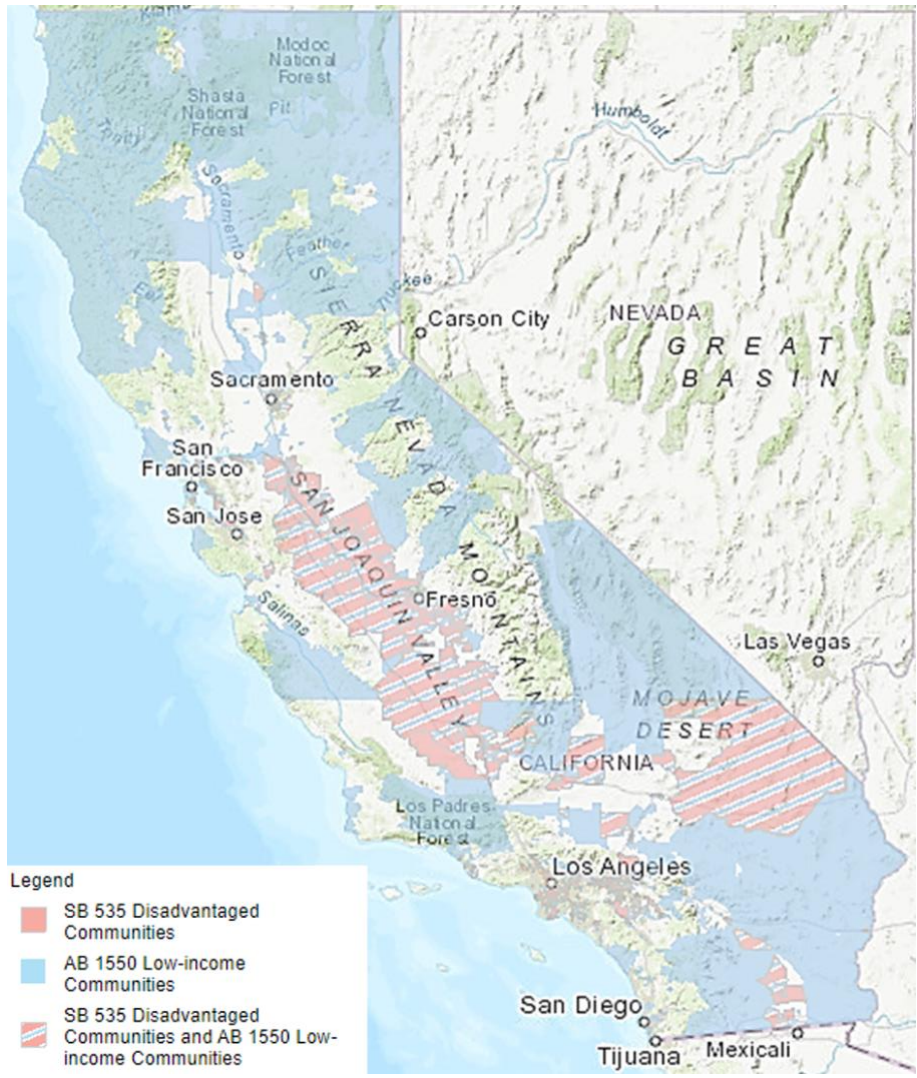 Klamath
Modoc
National
Forest
Shasta
National
Forest
Pit
Trinity
Humboldt
Sacramento
Feather
Eel
Truckee
SIERRA NEVADA MOUNTAINS
Carson City
NEVADA
GREAT
BASIN
Sacramento
San
Francisco
San Jose
SAN JOAQUIN VALLEY
Fresno
Salinas
Las Vegas
MOJAVE
DESERT
CALIFORNIA
Los Padres
National
Forest
Los Angeles
San Diego
Tijuana
Mexicali
Legend
SB 535 Disadvantaged
Communities
AB 1550 Low-income
Communities
SB 535 Disadvantaged
Communities and AB 1550 Low-
income Communities